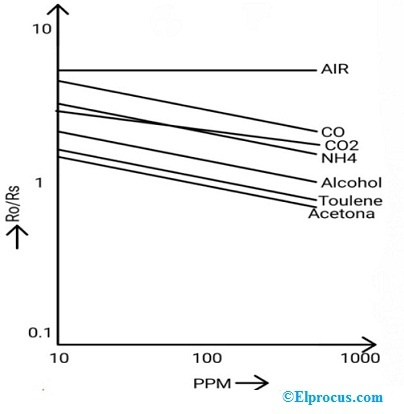 10
AIR
CO
CO2
NH4
1
Alcohol
Toulene
Acetona
Ro/Rs
0.1
10 100 1000
PPM
©Elprocus.com